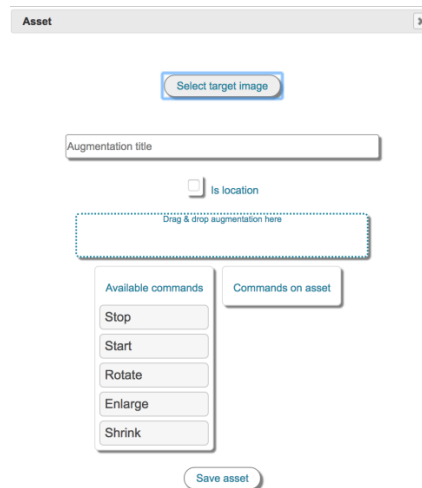 Asset
Select target image
Augmentation title
Is location
Drag & drop augmentation here
Available commands
Commands on asset
Stop
Start
Rotate
Enlarge
Shrink
Save asset